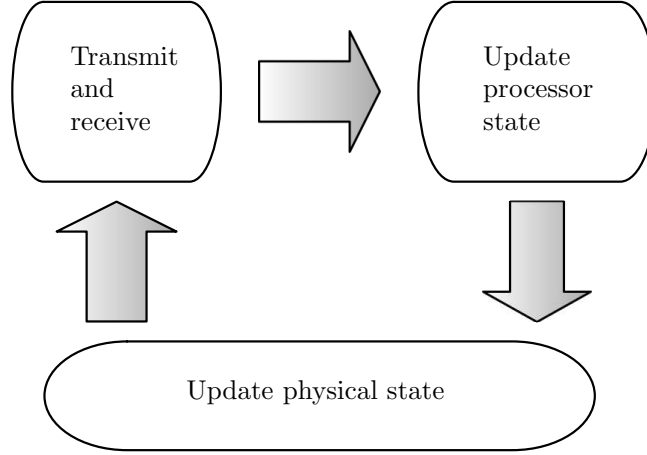 Transmit
and
receive
Update
processor
state
Update physical state